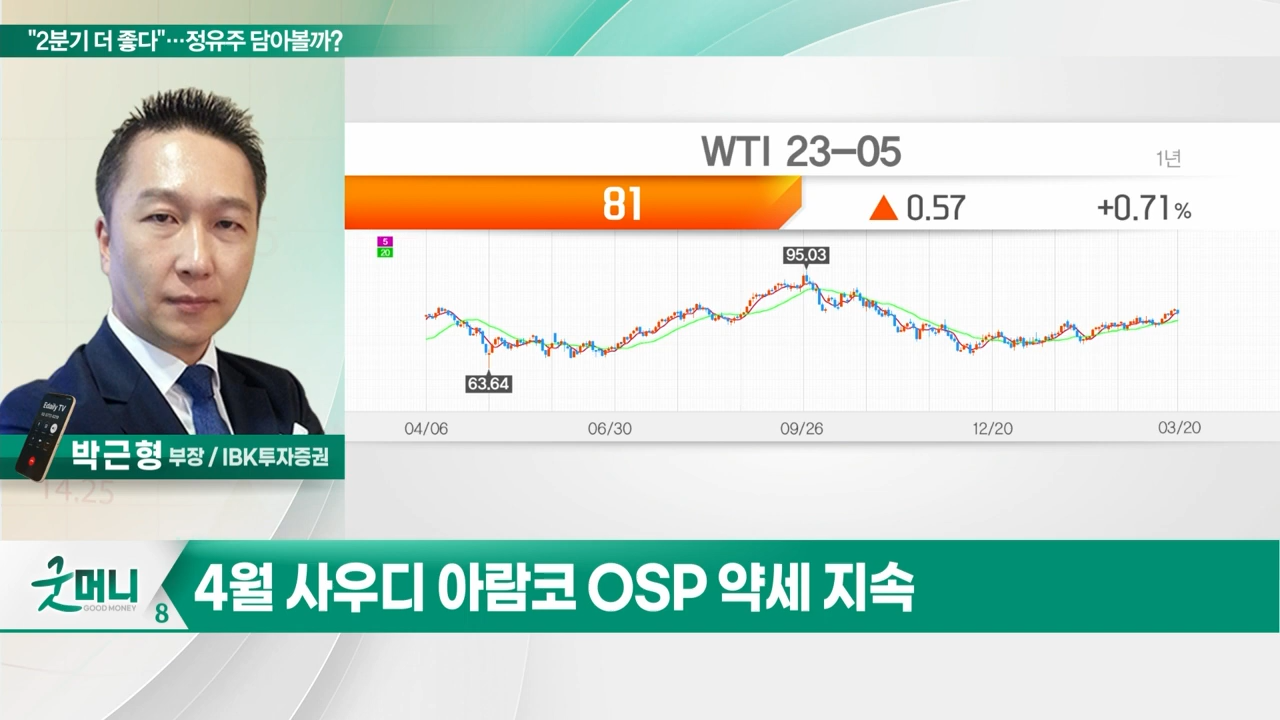 "2분기 더 좋다"…정유주 담아볼까?
WTI 23-05
1년
81
▲ 0.57
+0.71%
5
20
95.03
63.64
04/06
06/30
09/26
12/20
03/20
Edaily TV
박근형 부장 / IBK투자증권
14.25
굿머니
GOOD MONEY
8
4월 사우디 아람코 OSP 약세 지속